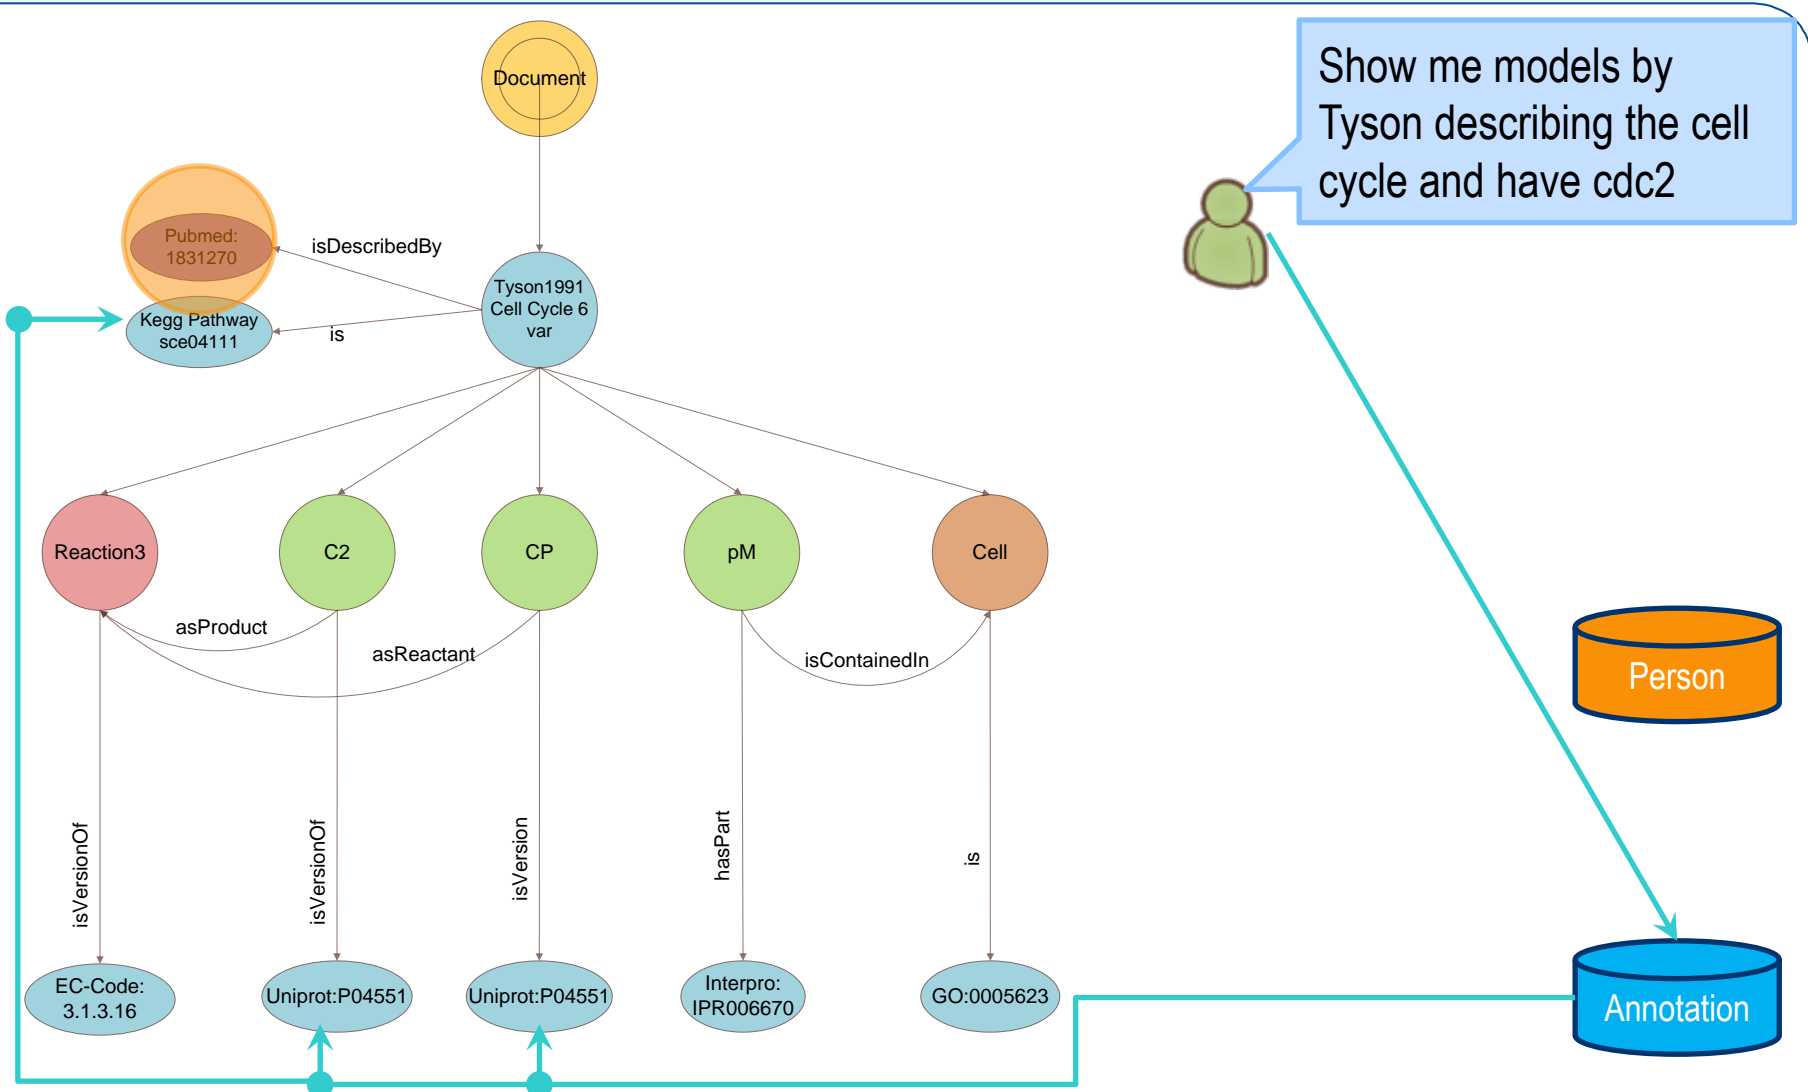 Document
Show me models by
Tyson describing the cell
cycle and have cdc2
Pubmed:
1831270
isDescribedBy
Tyson1991
Cell Cycle 6
var
Kegg Pathway
sce04111
is
Reaction3
C2
CP
pM
Cell
asProduct
asReactant
isContainedIn
Person
isVersionOf
isVersionOf
isVersion
hasPart
is
EC-Code:
3.1.3.16
Uniprot:P04551
Uniprot:P04551
Interpro:
IPR006670
GO:0005623
Annotation